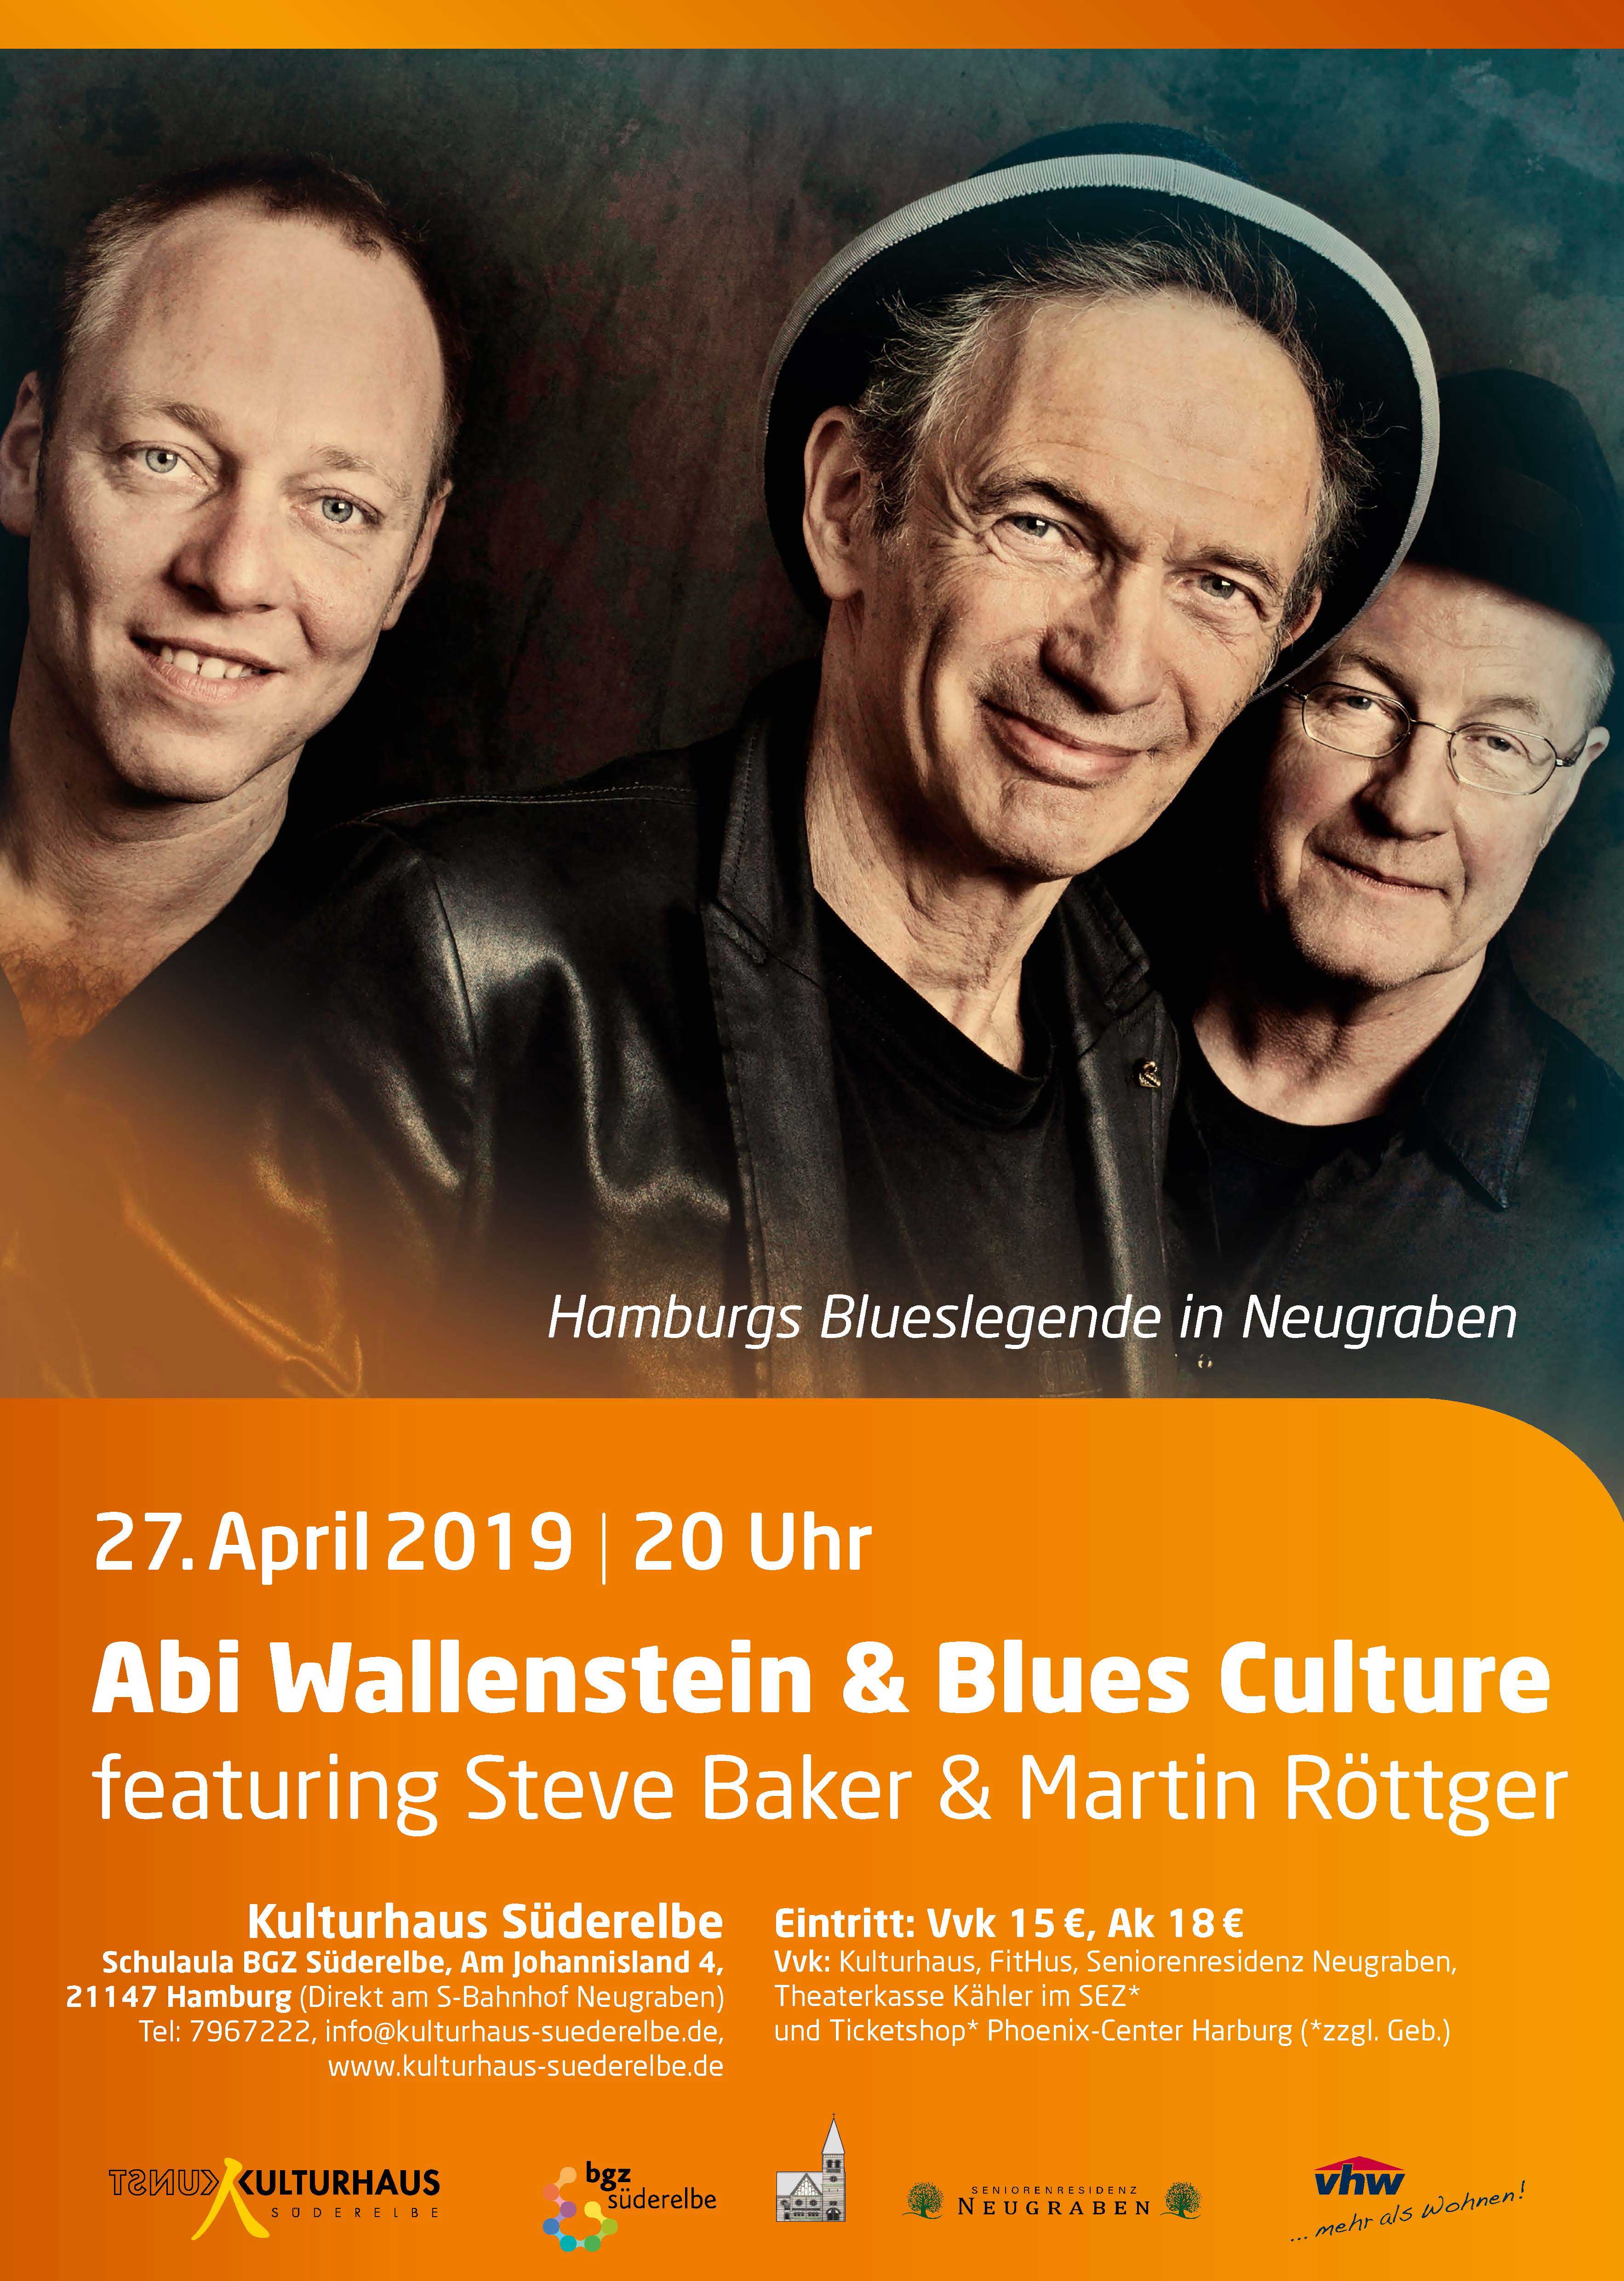 Hamburgs Blueslegende in Neugraben
27. April 2019 | 20 Uhr
Abi Wallenstein & Blues Culture
featuring Steve Baker & Martin Röttger
Kulturhaus Süderelbe
Schulaula BGZ Süderelbe, Am Johannisland 4,
21147 Hamburg (Direkt am S-Bahnhof Neugraben)
Tel: 7967222, info@kulturhaus-suederelbe.de,
www.kulturhaus-suederelbe.de
Eintritt: Vvk 15 €, Ak 18 €
Vvk: Kulturhaus, FitHus, Seniorenresidenz Neugraben,
Theaterkasse Kähler im SEZ*
und Ticketshop* Phoenix-Center Harburg (*zzgl. Geb.)
KUNST KULTURHAUS
SÜDERELBE
bgz
süderelbe
SENIORENRESIDENZ
NEUGRABEN
vhw
... mehr als Wohnen!